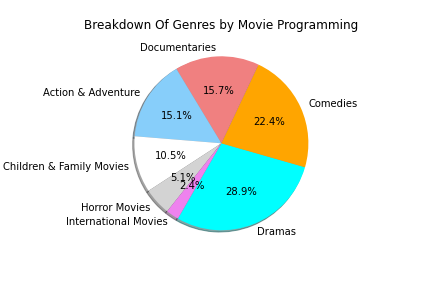 Breakdown Of Genres by Movie Programming
Documentaries
15.7%
Action & Adventure
15.1%
Comedies
22.4%
Children & Family Movies
10.5%
Horror Movies
5.1%
International Movies
2.4%
Dramas
28.9%